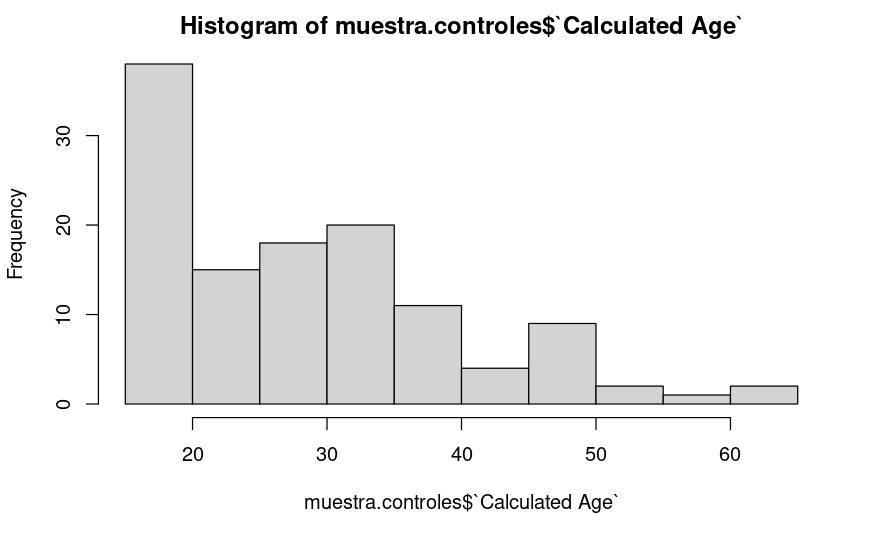 Histogram of muestra.controles$`Calculated Age`
Frequency
30
20
10
0
20 30 40 50 60
muestra.controles$`Calculated Age`